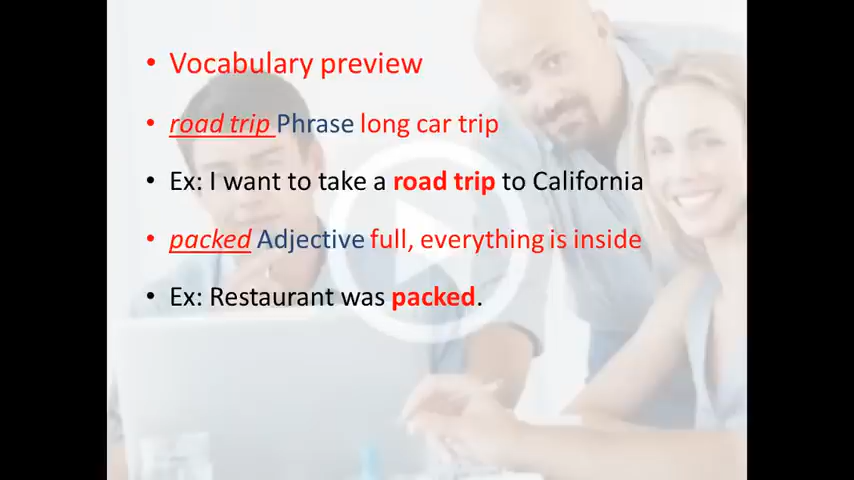 Vocabulary preview
road trip Phrase long car trip
Ex: I want to take a road trip to California
packed Adjective full, everything is inside
Ex: Restaurant was packed.